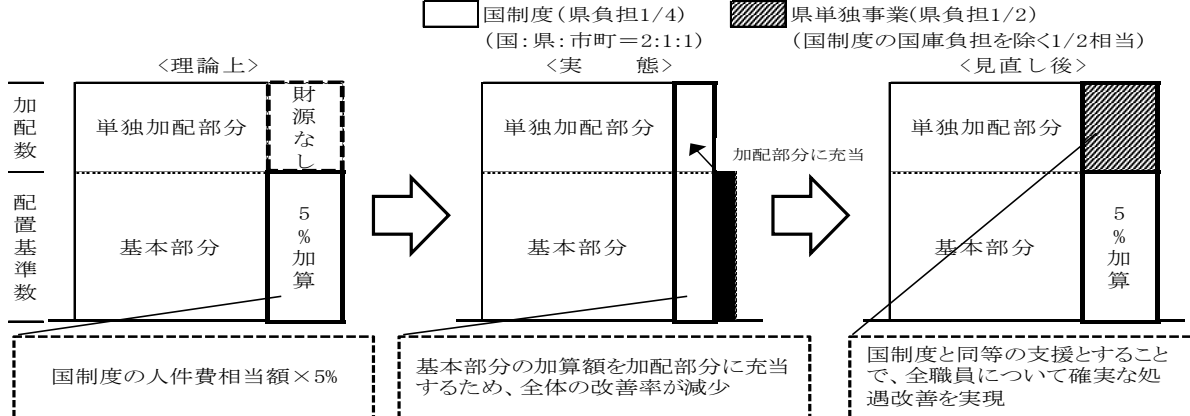 国制度(県負担1/4)
(国:県:市町=2:1:1)
県単独事業(県負担1/2)
(国制度の国庫負担を除く1/2相当)
<理論上>
<実　態>
<見直し後>
加配数
配置基準数
単独加配部分
財源なし
基本部分
5%加算
単独加配部分
加配部分に充当
基本部分
単独加配部分
基本部分
5%加算
国制度の人件費相当額×5%
基本部分の加算額を加配部分に充当
するため、全体の改善率が減少
国制度と同等の支援とすること
で、全職員について確実な処
遇改善を実現